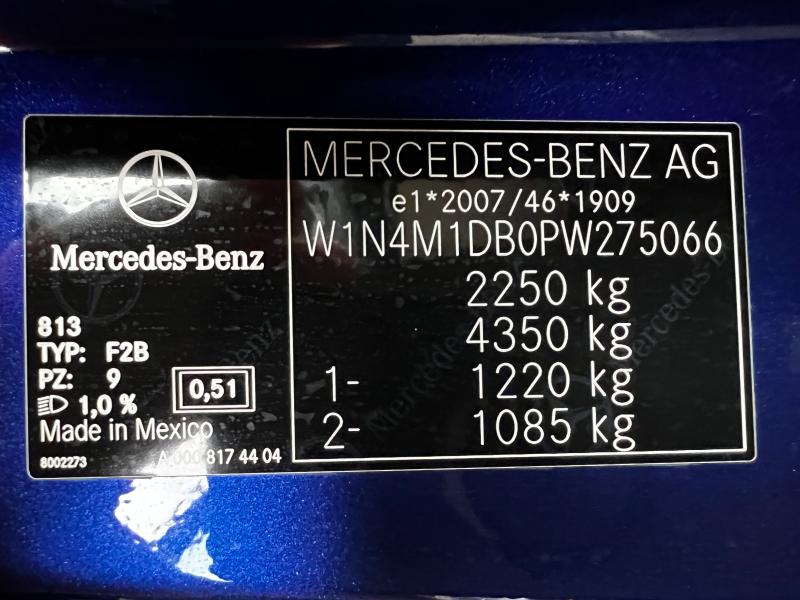 Mercedes-Benz
813
TYP: F2B
PZ: 9
1,0 %
0,51
Made in Mexico
8002273
A 000 817 44 04
MERCEDES-BENZ AG
e1*2007/46*1909
W1N4M1DB0PW275066
2250 kg
4350 kg
1- 1220 kg
2- 1085 kg